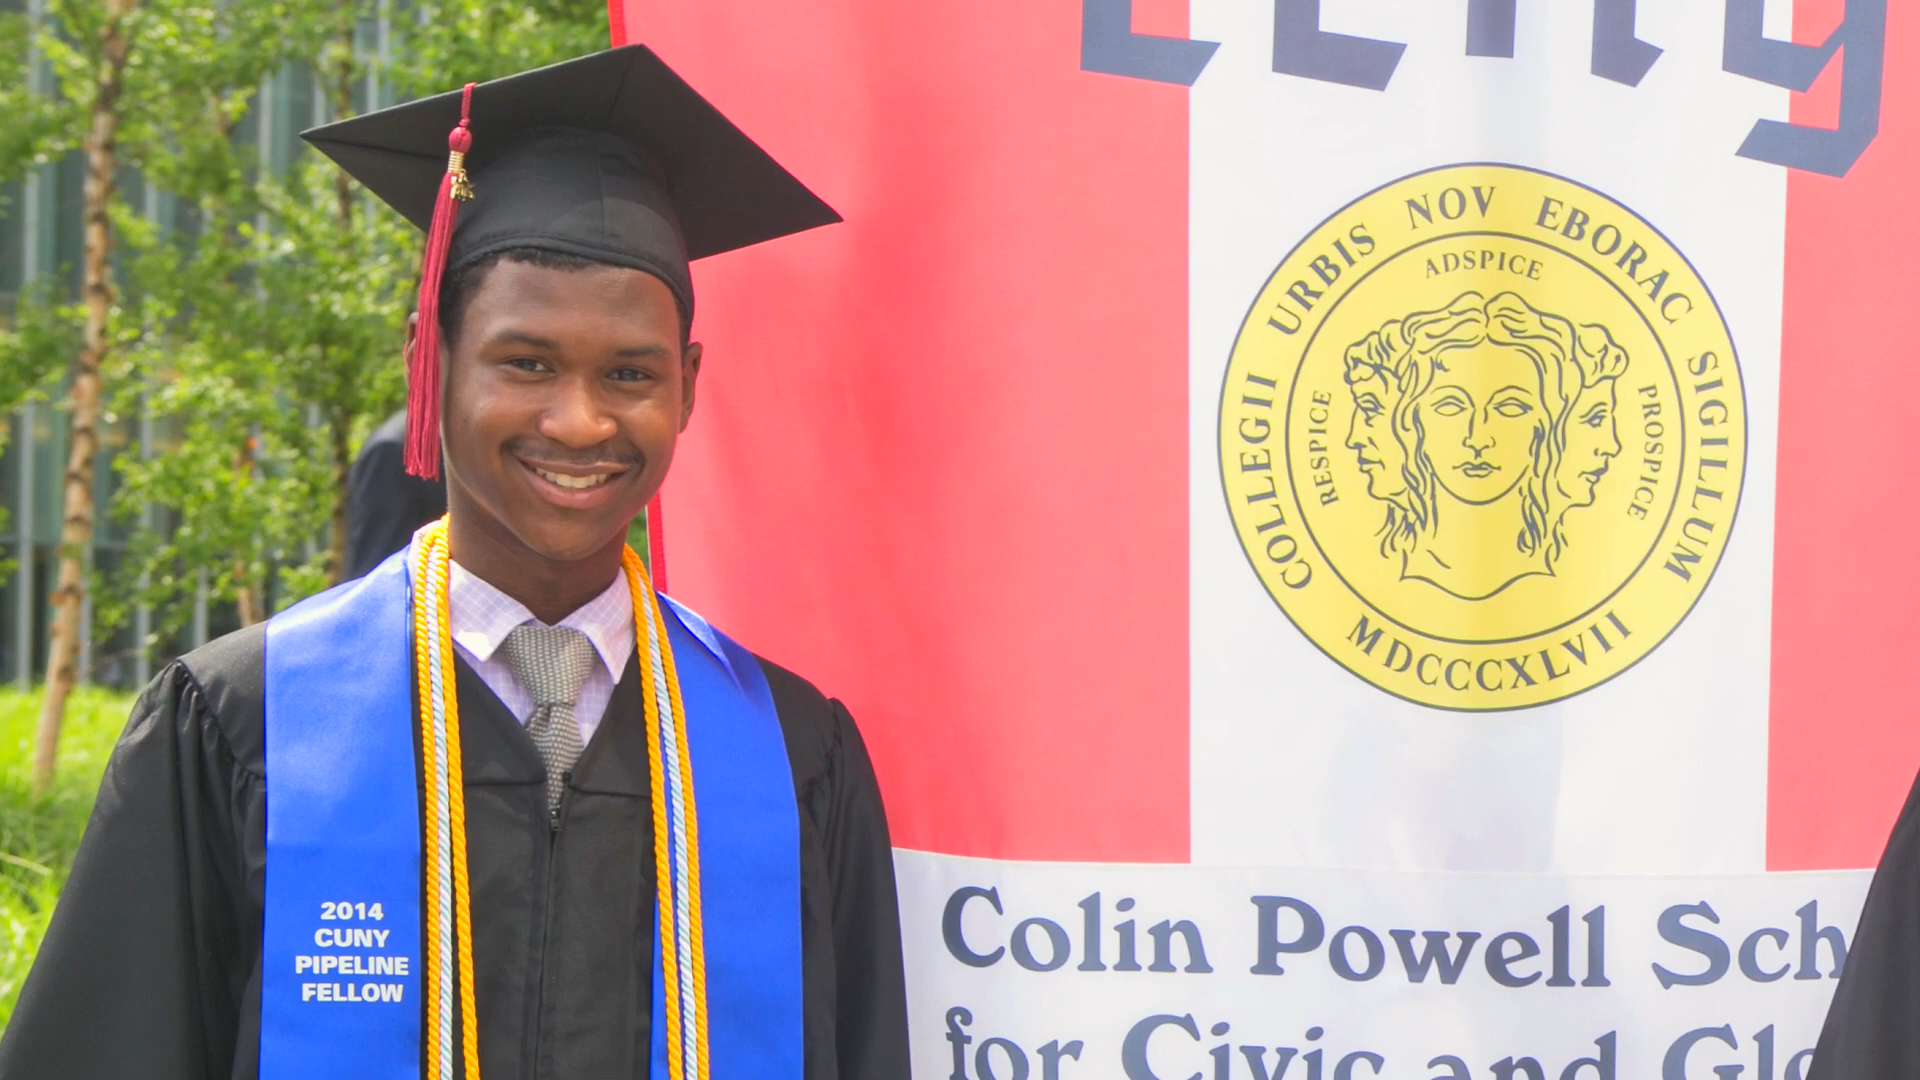 COLLEGII URBIS NOV EBORAC SIGILLUM
ADSPICE
RESPICE
PROSPICE
MDCCCXLVII
2014
CUNY
PIPELINE
FELLOW
Colin Powell Sch
for Civic and Glo